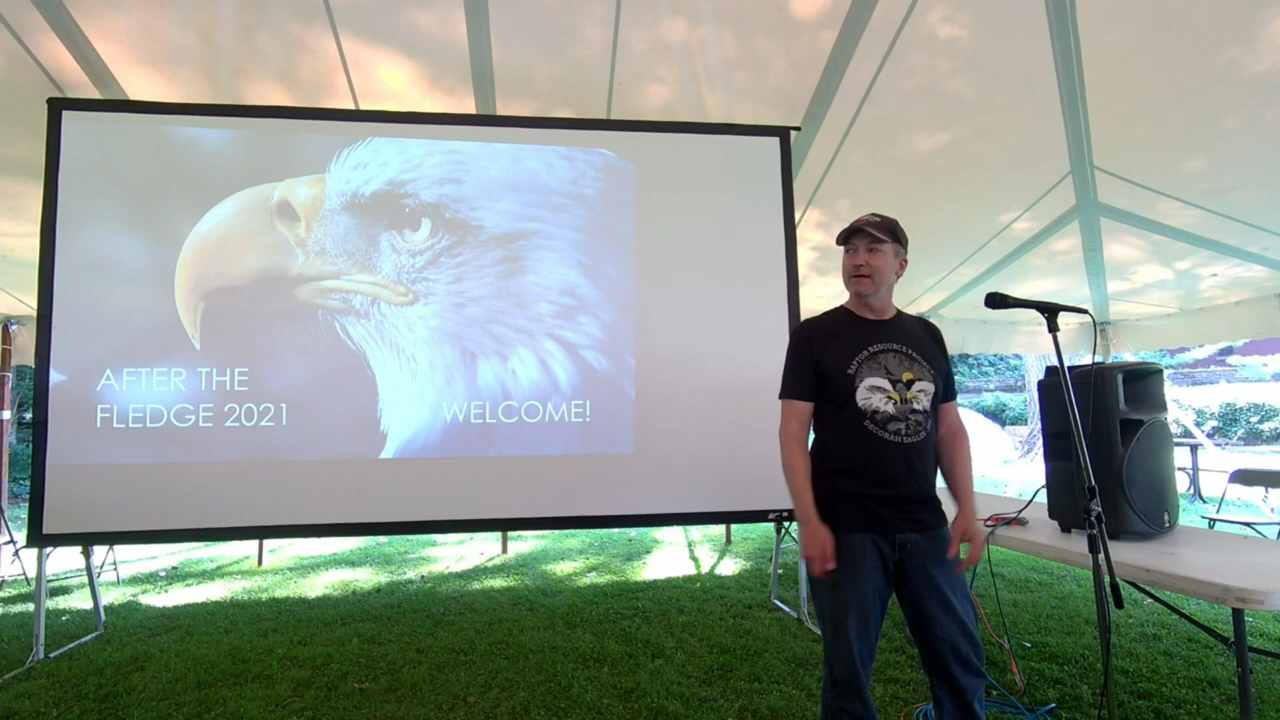 AFTER THE
FLEDGE 2021
WELCOME!
RAPTOR RESOURCE PROJECT
DECORAH EAGLES